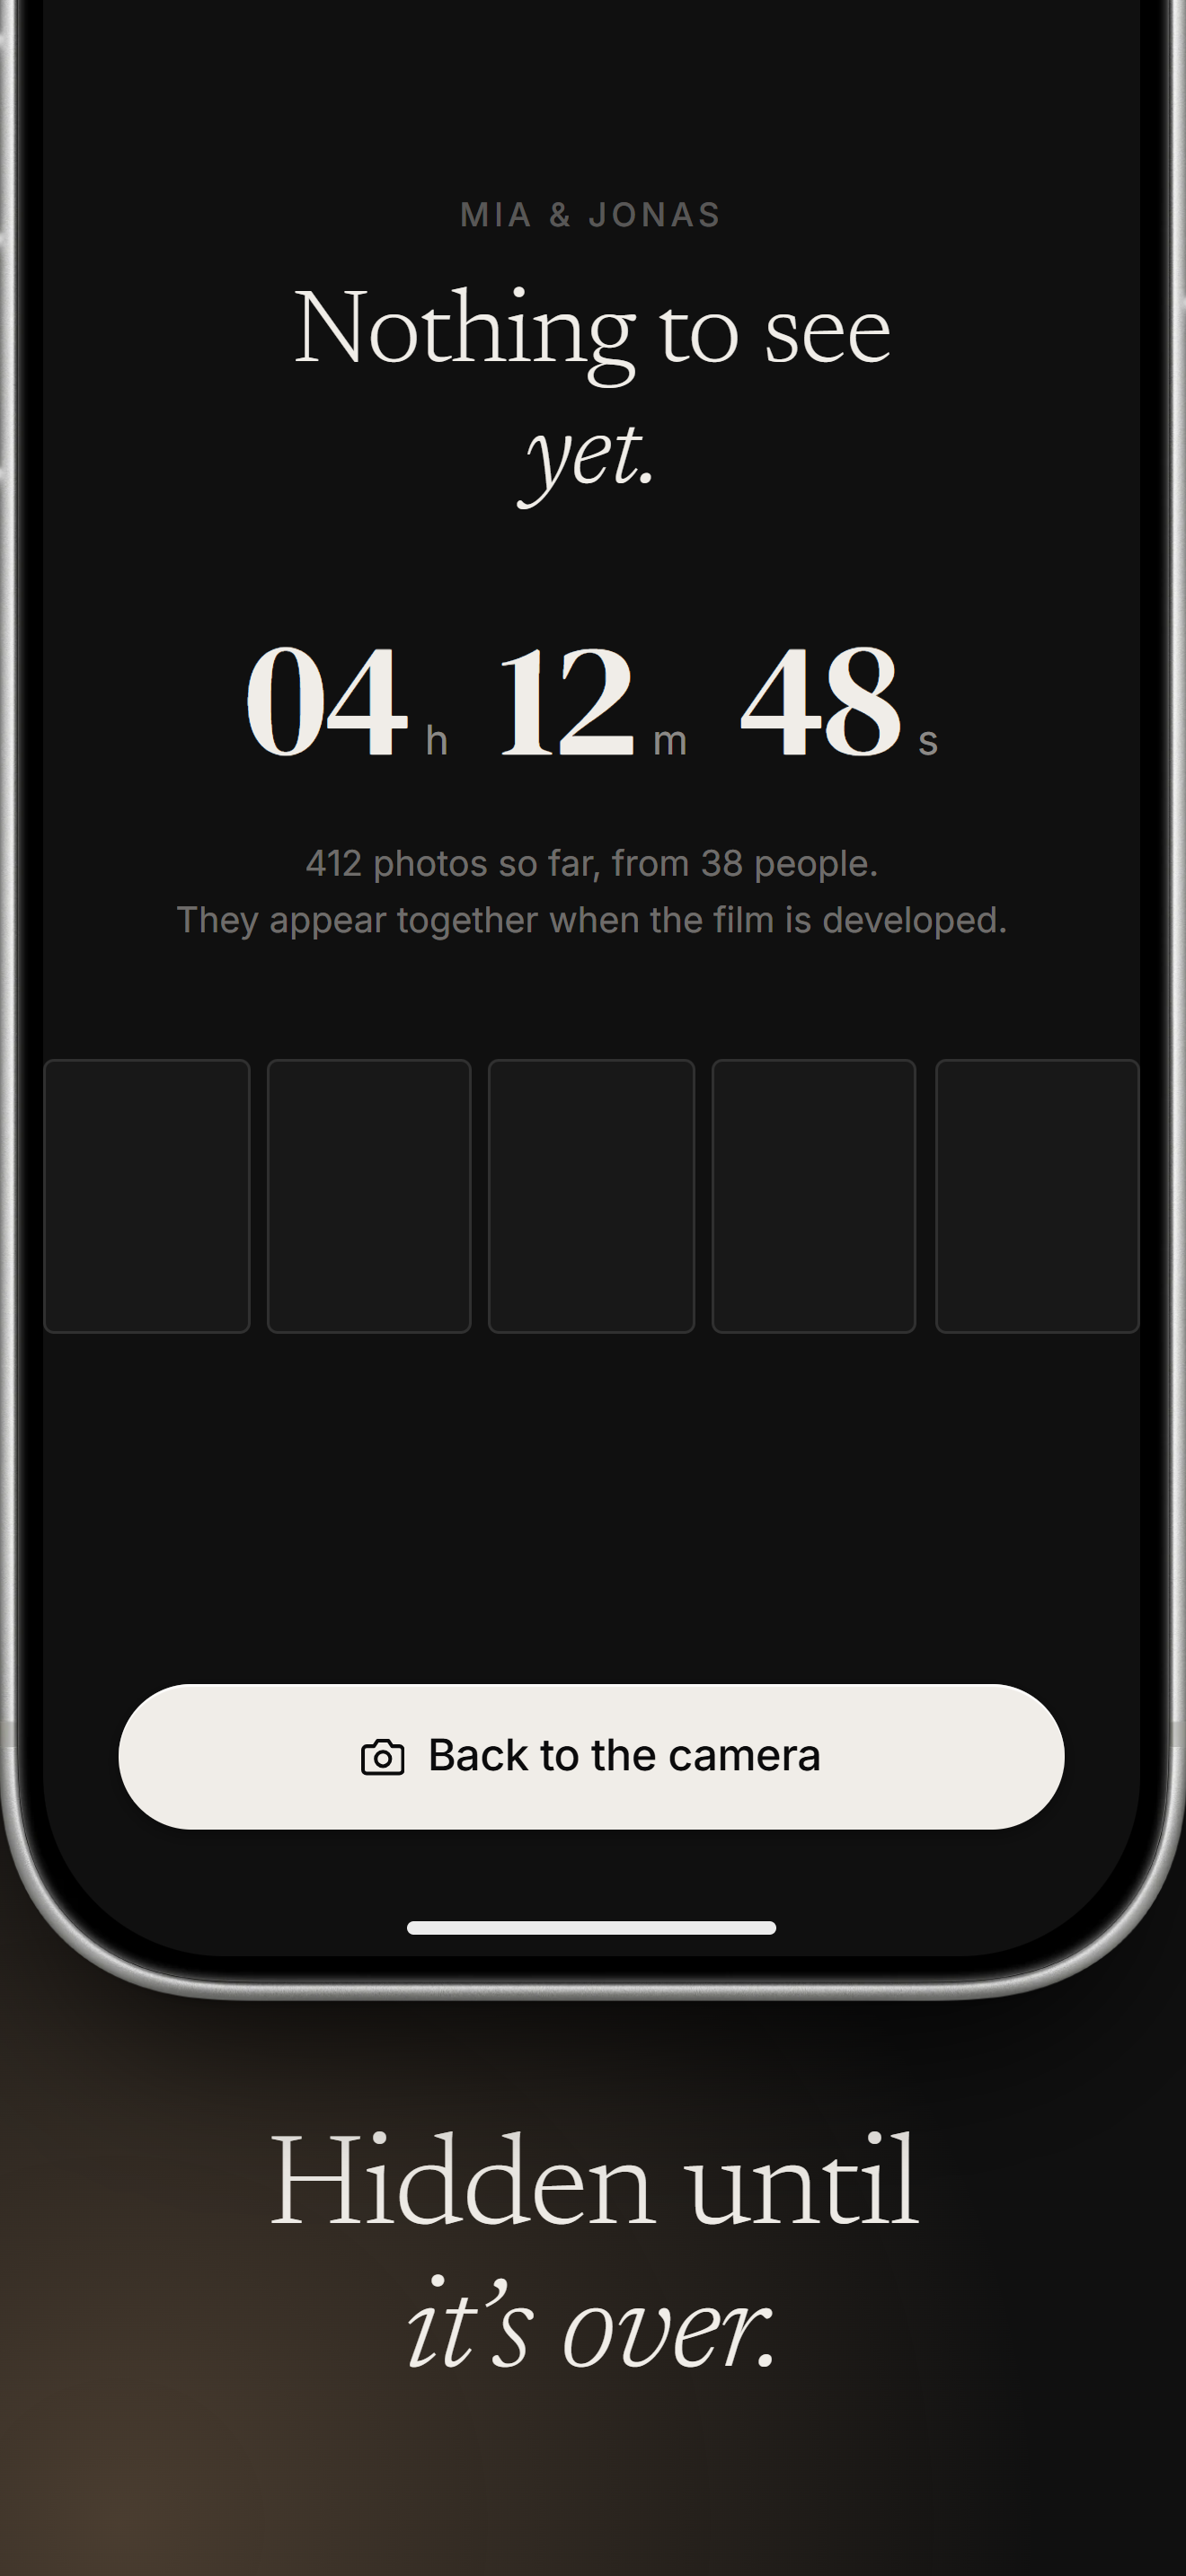 MIA & JONAS
Nothing to see
yet.
04 h 12 m 48 s
412 photos so far, from 38 people.
They appear together when the film is developed.
Back to the camera
Hidden until
it’s over.